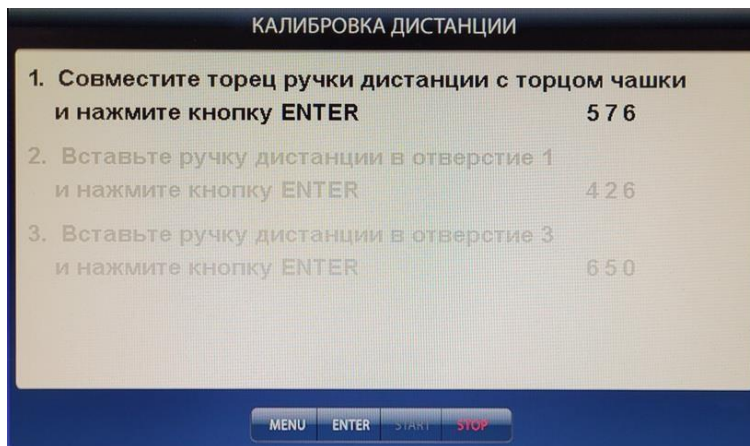 КАЛИБРОВКА ДИСТАНЦИИ
1. Совместите торец ручки дистанции с торцом чашки
и нажмите кнопку ENTER 576
2. Вставьте ручку дистанции в отверстие 1
и нажмите кнопку ENTER 426
3. Вставьте ручку дистанции в отверстие 3
и нажмите кнопку ENTER 650
MENU ENTER START STOP